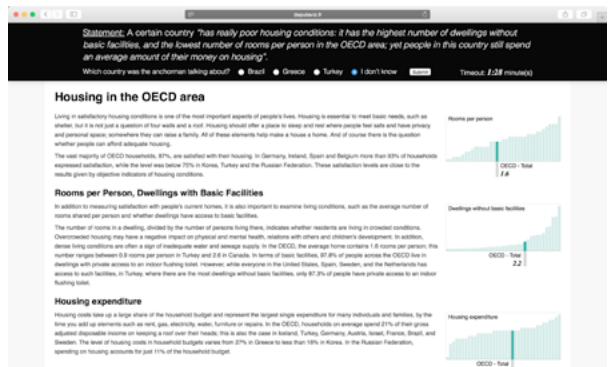 Statement: A certain country "has really poor housing conditions: it has the highest number of dwellings without
basic facilities, and the lowest number of rooms per person in the OECD area; yet people in this country still spend
an average amount of their money on housing".
Which country was the anchorman talking about? Brazil Greece Turkey I don't know Submit Timeout: 1:28 minute(s)
Housing in the OECD area
Living in satisfactory housing conditions is one of the most important aspects of people's lives. Housing is essential to meet basic needs, such as
shelter, but it is not just a question of four walls and a roof. Housing should offer a place to sleep and rest where people feel safe and have privacy
and personal space; somewhere they can raise a family. All of these elements help make a house a home. And of course there is the question
whether people can afford adequate housing.
The vast majority of OECD households, 87%, are satisfied with their housing. In Germany, Ireland, Spain and Belgium more than 93% of households
expressed satisfaction, while the level was below 75% in Korea, Turkey and the Russian Federation. These satisfaction levels are close to the
results given by objective indicators of housing conditions.
Rooms per person
OECD - Total
1.6
Rooms per Person, Dwellings with Basic Facilities
In addition to measuring satisfaction with people's current homes, it is also important to examine living conditions, such as the average number of
rooms shared per person and whether dwellings have access to basic facilities.
The number of rooms in a dwelling, divided by the number of persons living there, indicates whether residents are living in crowded conditions.
Overcrowded housing may have a negative impact on physical and mental health, relations with others and children's development. In addition,
dense living conditions are often a sign of inadequate water and sewage supply. In the OECD, the average home contains 1.6 rooms per person; this
number ranges between 0.9 rooms per person in Turkey and 2.6 in Canada. In terms of basic facilities, 97.8% of people across the OECD live in
dwellings with private access to an indoor flushing toilet. However, while everyone in the United States, Spain, Sweden, and the Netherlands has
access to such facilities, in Turkey, where there are the most dwellings without basic facilities, only 87.3% of people have private access to an indoor
flushing toilet.
Dwellings without basic facilities
OECD - Total
2.2
Housing expenditure
Housing costs take up a large share of the household budget and represent the largest single expenditure for many individuals and families, by the
time you add up elements such as rent, gas, electricity, water, furniture or repairs. In the OECD, households on average spend 21% of their gross
adjusted disposable income on keeping a roof over their heads; this is also the case in Iceland, Turkey, Germany, Austria, Israel, France, Brazil, and
Sweden. The level of housing costs in household budgets varies from 27% in Greece to less than 16% in Korea. In the Russian Federation,
spending on housing accounts for just 11% of the household budget.
Housing expenditure
OECD - Total